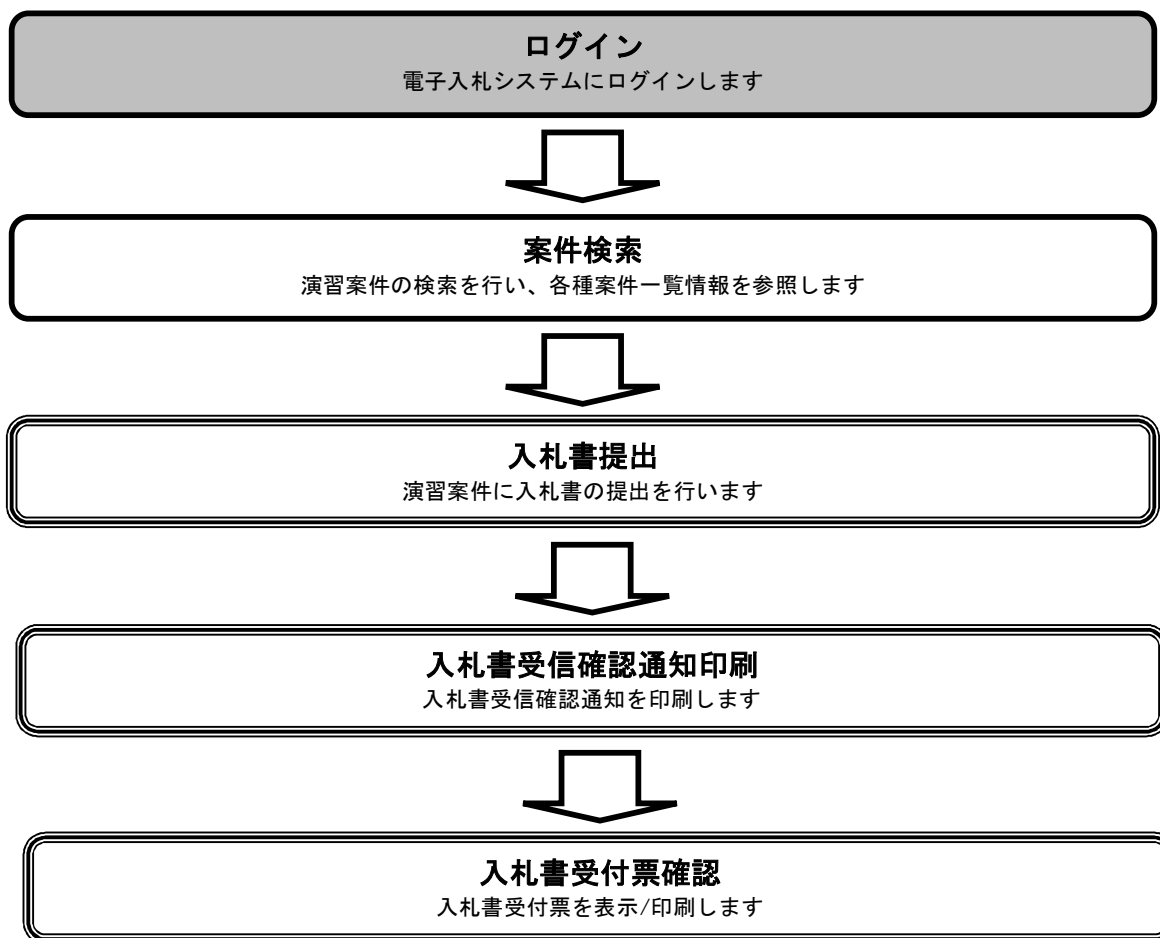 ログイン
電子入札システムにログインします
案件検索
演習案件の検索を行い、各種案件一覧情報を参照します
入札書提出
演習案件に入札書の提出を行います
入札書受信確認通知印刷
入札書受信確認通知を印刷します
入札書受付票確認
入札書受付票を表示/印刷します